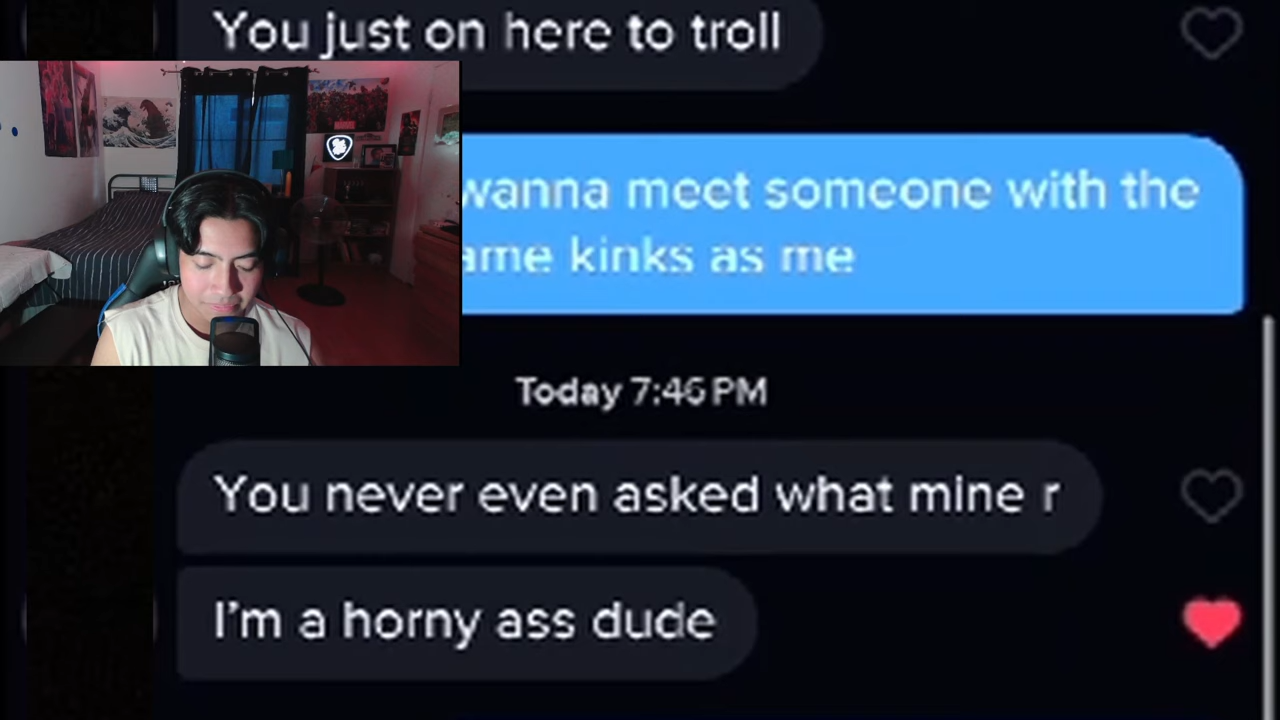 You just on here to troll
wanna meet someone with the
ame kinks as me
Today 7:46 PM
You never even asked what mine r
I'm a horny ass dude